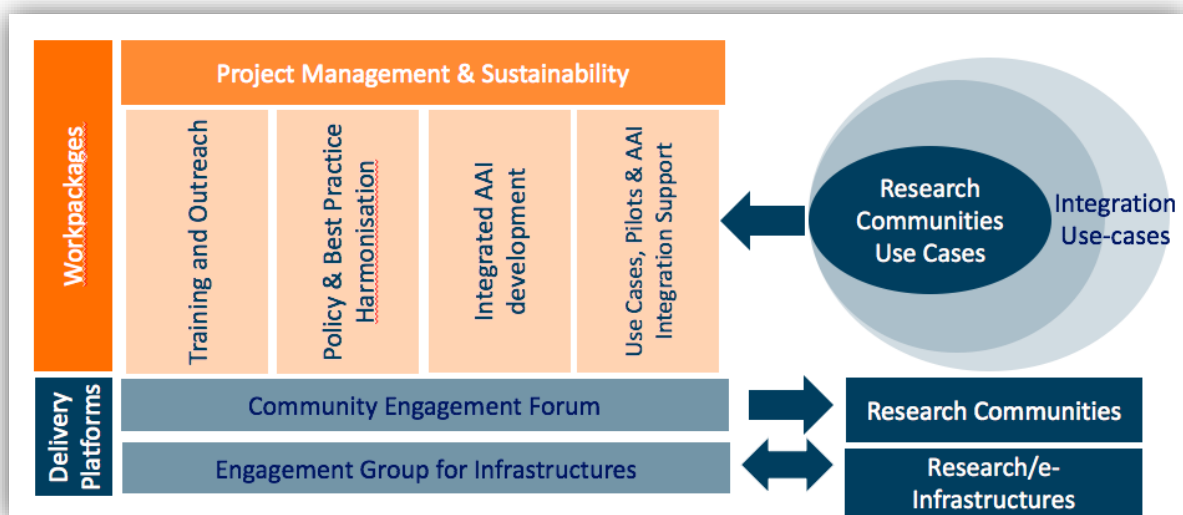 Workpackages
Project Management & Sustainability
Training and Outreach
Policy & Best Practice
Harmonisation
Integrated AAI
development
Use Cases, Pilots & AAI
Integration Support
Research
Communities
Use Cases
Integration
Use-cases
Delivery
Platforms
Community Engagement Forum
Research Communities
Engagement Group for Infrastructures
Research/e-
Infrastructures